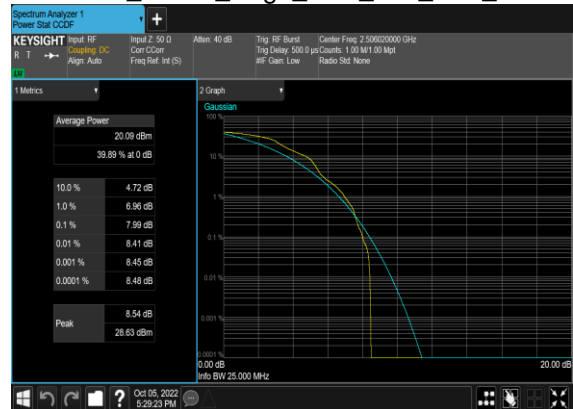 Spectrum Analyzer 1
Power Stat CCDF
KEYSIGHT
R T
Input: RF
Coupling: DC
Align: Auto
Input Z: 50 Ω
Corr CCorr
Freq Ref: Int (S)
Atten: 40 dB
Trig: RF Burst
Trig Delay: 500.0 µs
#IF Gain: Low
Center Freq: 2.506020000 GHz
Counts: 1.00 M/1.00 Mpt
Radio Std: None
1 Metrics
Average Power
20.09 dBm
39.89 % at 0 dB
10.0 % 4.72 dB
1.0 % 6.96 dB
0.1 % 7.99 dB
0.01 % 8.41 dB
0.001 % 8.45 dB
0.0001 % 8.48 dB
Peak
8.54 dB
28.63 dBm
2 Graph
Gaussian
100 %
10 %
1 %
0.1 %
0.01 %
0.001 %
0.0001 %
0.00 dB 20.00 dB
Info BW 25.000 MHz
Oct 05, 2022
5:29:23 PM